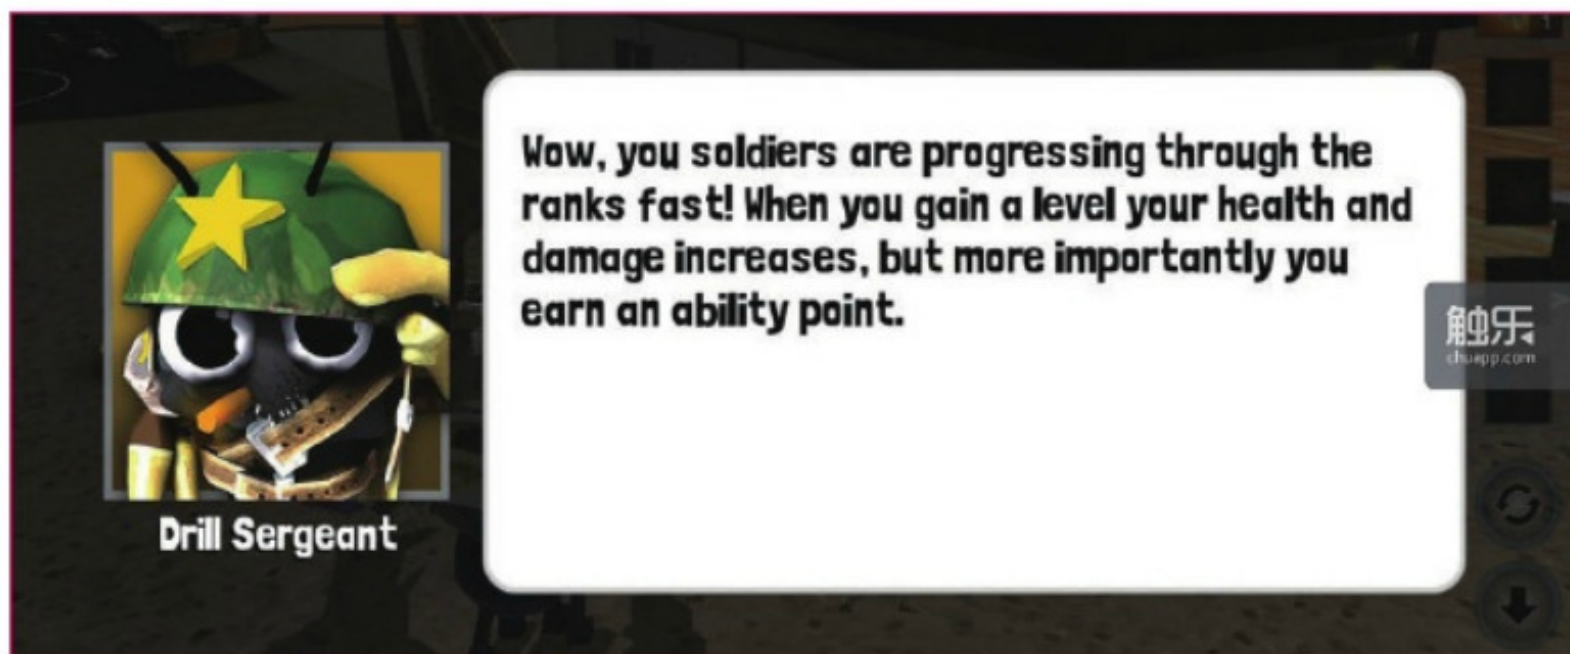 Wow, you soldiers are progressing through the
ranks fast! When you gain a level your health and
damage increases, but more importantly you
earn an ability point.
触乐
chuapp.com
Drill Sergeant